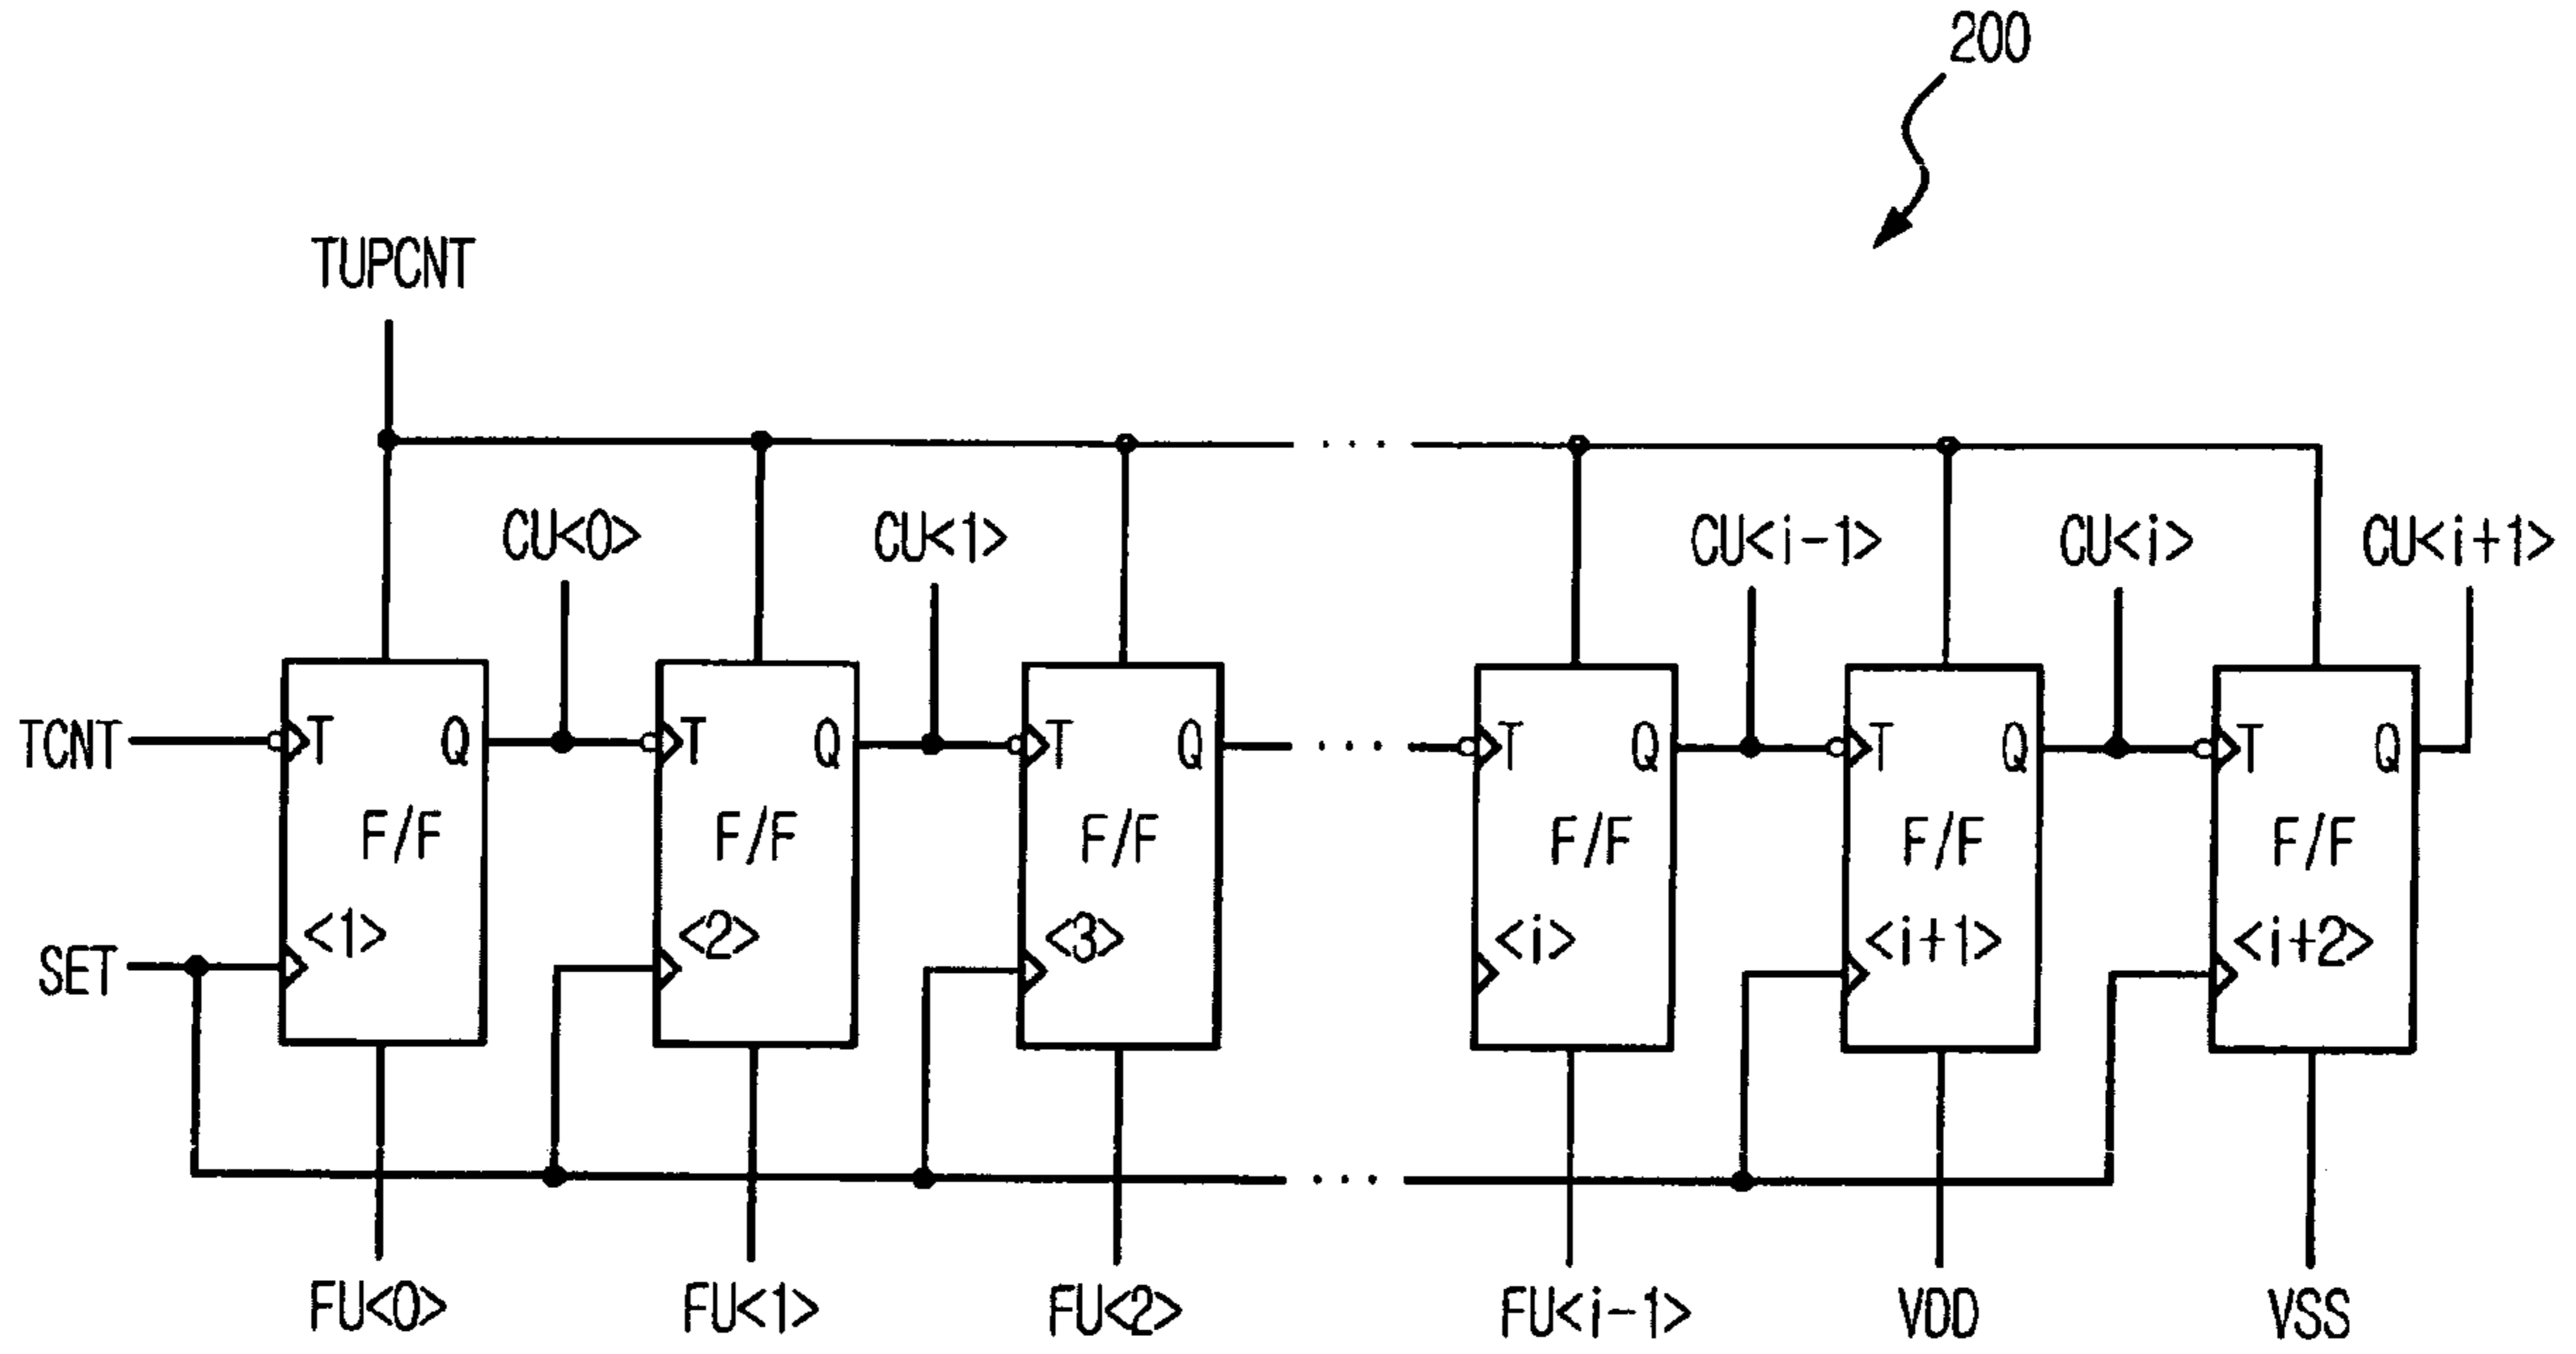 200
TUPCNT
CU<0> CU<1> CU<i-1> CU<i> CU<i+1>
TCNT T Q T Q T Q T Q T Q T Q
F/F F/F F/F F/F F/F F/F
<1> <2> <3> <i> <i+1> <i+2>
SET
... ... ...
FU<0> FU<1> FU<2> FU<i-1> VDD VSS